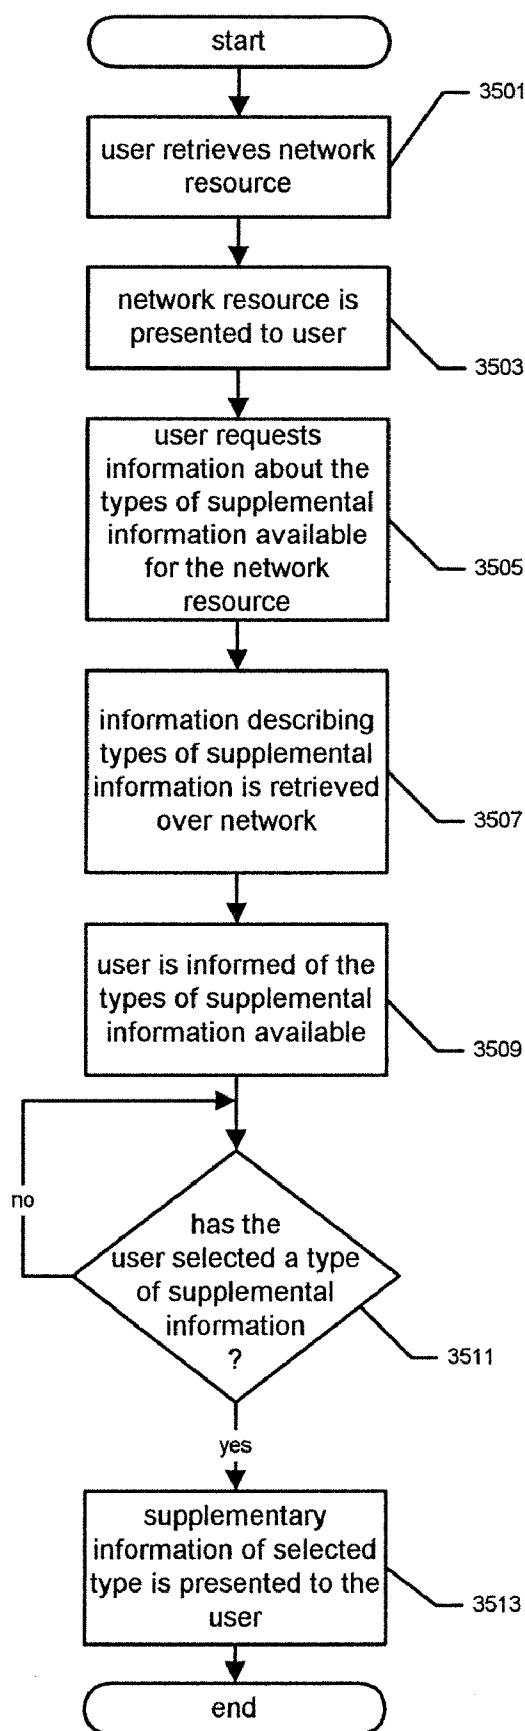 start
3501
user retrieves network
resource
network resource is
presented to user
3503
user requests
information about the
types of supplemental
information available
for the network
resource
3505
information describing
types of supplemental
information is retrieved
over network
3507
user is informed of the
types of supplemental
information available
3509
no
has the
user selected a type
of supplemental
information
?
3511
yes
supplementary
information of selected
type is presented to the
user
3513
end